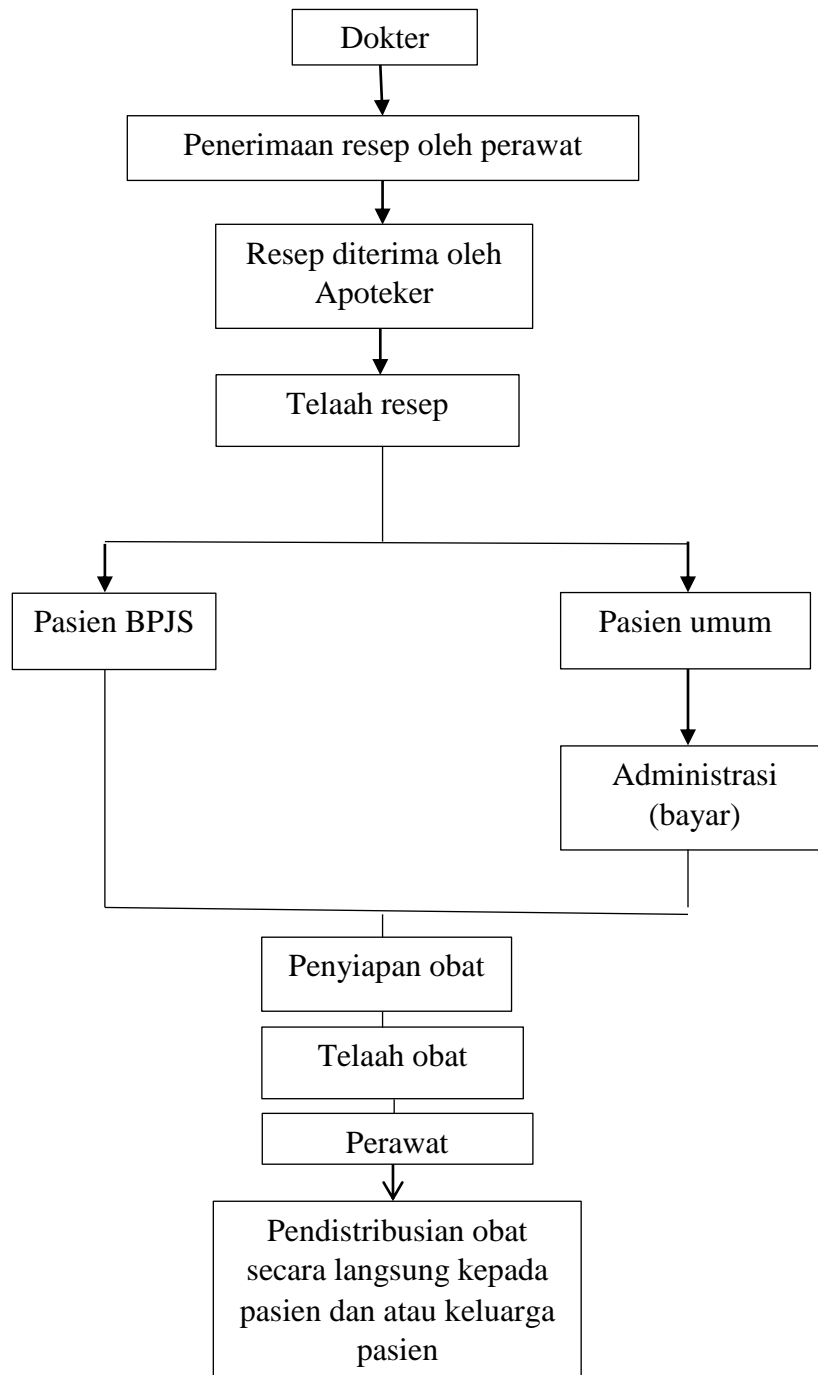 Dokter
Penerimaan resep oleh perawat
Resep diterima oleh
Apoteker
Telaah resep
Pasien BPJS
Pasien umum
Administrasi
(bayar)
Penyiapan obat
Telaah obat
Perawat
Pendistribusian obat
secara langsung kepada
pasien dan atau keluarga
pasien